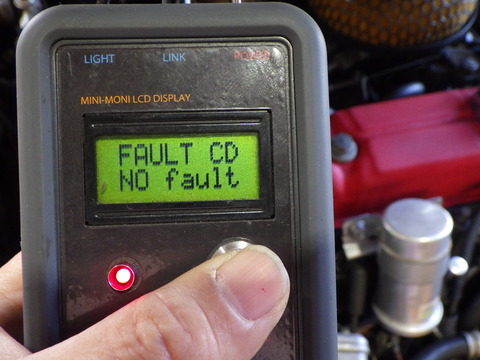 LIGHT LINK POWER
MINI-MONI LCD DISPLAY
FAULT CD
NO fault